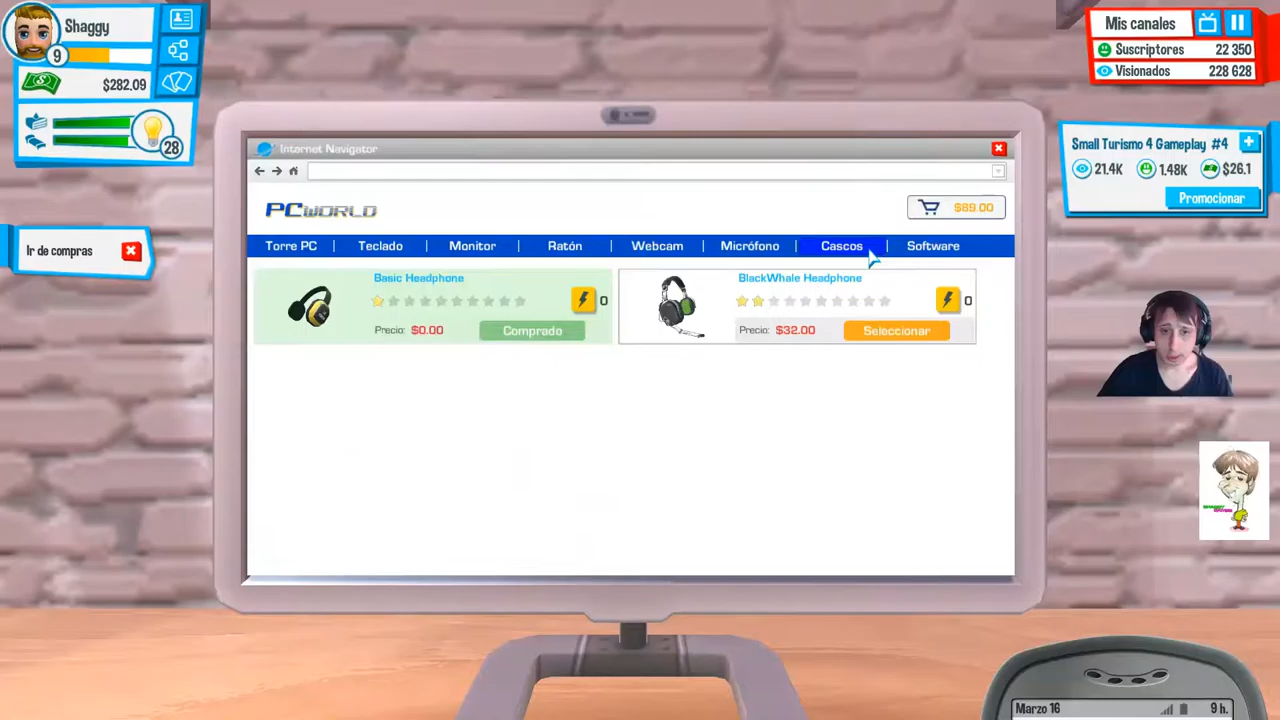 Shaggy
9
$282.09
28
Mis canales
Suscriptores 22 350
Visionados 228 628
Small Turismo 4 Gameplay #4
21.4K 1.48K $26.1
Promocionar
Ir de compras
Internet Navigator
PCWORLD
$69.00
Torre PC Teclado Monitor Ratón Webcam Micrófono Cascos Software
Basic Headphone
0
Precio: $0.00 Comprado
BlackWhale Headphone
0
Precio: $32.00 Seleccionar
Marzo 16 9 h.